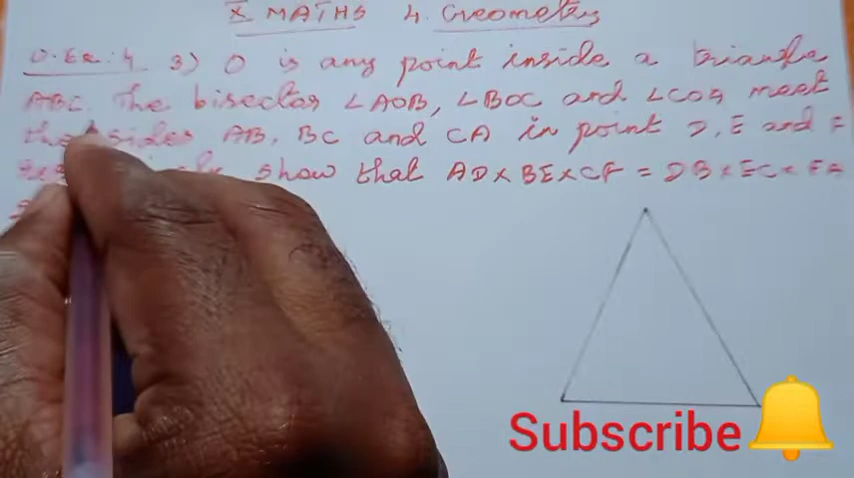 X MATHS 4. Geometry
U.Ex: 4 3) O is any point inside a triangle
ABC. The bisector ∠AOB, ∠BOC and ∠COA meet
the sides AB, BC and CA in point D, E and F
show that AD × BE × CF = DB × EC × FA
Subscribe